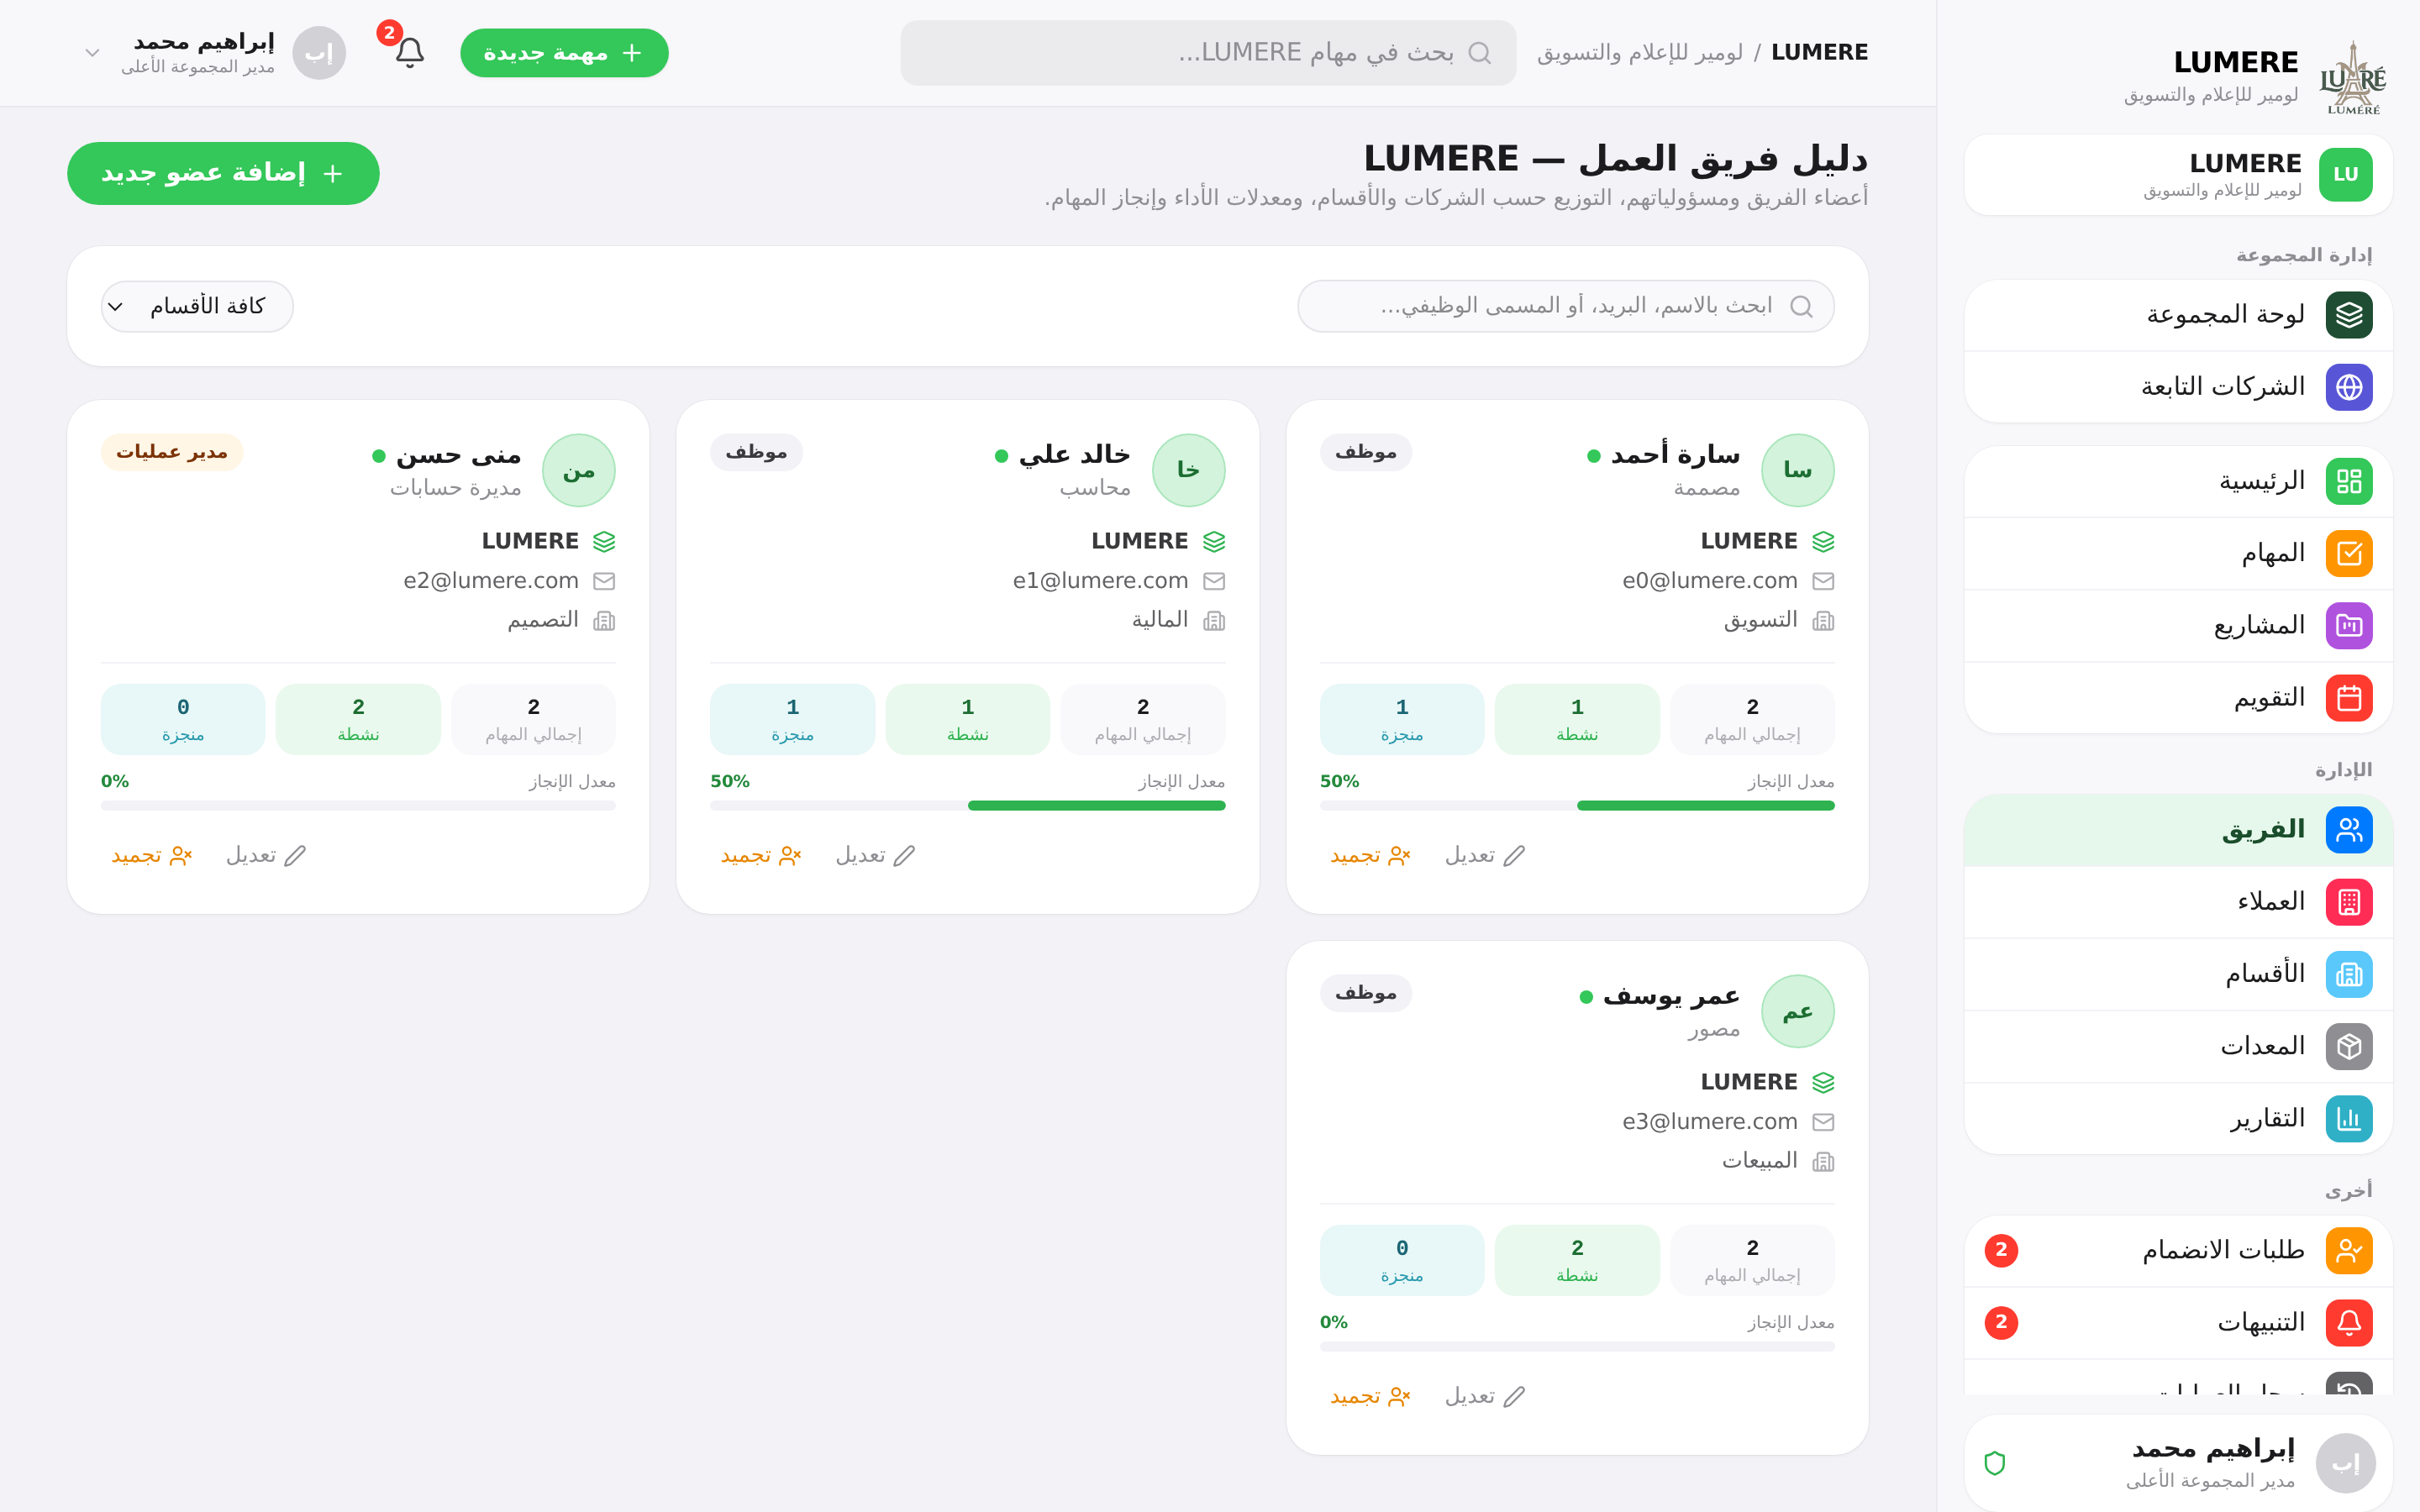 LUMERE
لومير للإعلام والتسويق
LUMÉRÉ
LU
LUMERE
لومير للإعلام والتسويق
إدارة المجموعة
لوحة المجموعة
الشركات التابعة
الرئيسية
المهام
المشاريع
التقويم
الإدارة
الفريق
العملاء
الأقسام
المعدات
التقارير
أخرى
طلبات الانضمام 2
التنبيهات 2
إب
إبراهيم محمد
مدير المجموعة الأعلى
LUMERE / لومير للإعلام والتسويق
بحث في مهام LUMERE...
مهمة جديدة
2
إب
إبراهيم محمد
مدير المجموعة الأعلى
دليل فريق العمل — LUMERE
أعضاء الفريق ومسؤولياتهم، التوزيع حسب الشركات والأقسام، ومعدلات الأداء وإنجاز المهام.
إضافة عضو جديد
ابحث بالاسم، البريد، أو المسمى الوظيفي...
كافة الأقسام
سا
سارة أحمد
موظف
مصممة
LUMERE
e0@lumere.com
التسويق
2 1 1
إجمالي المهام نشطة منجزة
معدل الإنجاز 50%
تعديل تجميد
خا
خالد علي
موظف
محاسب
LUMERE
e1@lumere.com
المالية
2 1 1
إجمالي المهام نشطة منجزة
معدل الإنجاز 50%
تعديل تجميد
من
منى حسن
مدير عمليات
مديرة حسابات
LUMERE
e2@lumere.com
التصميم
2 2 0
إجمالي المهام نشطة منجزة
معدل الإنجاز 0%
تعديل تجميد
عم
عمر يوسف
موظف
مصور
LUMERE
e3@lumere.com
المبيعات
2 2 0
إجمالي المهام نشطة منجزة
معدل الإنجاز 0%
تعديل تجميد